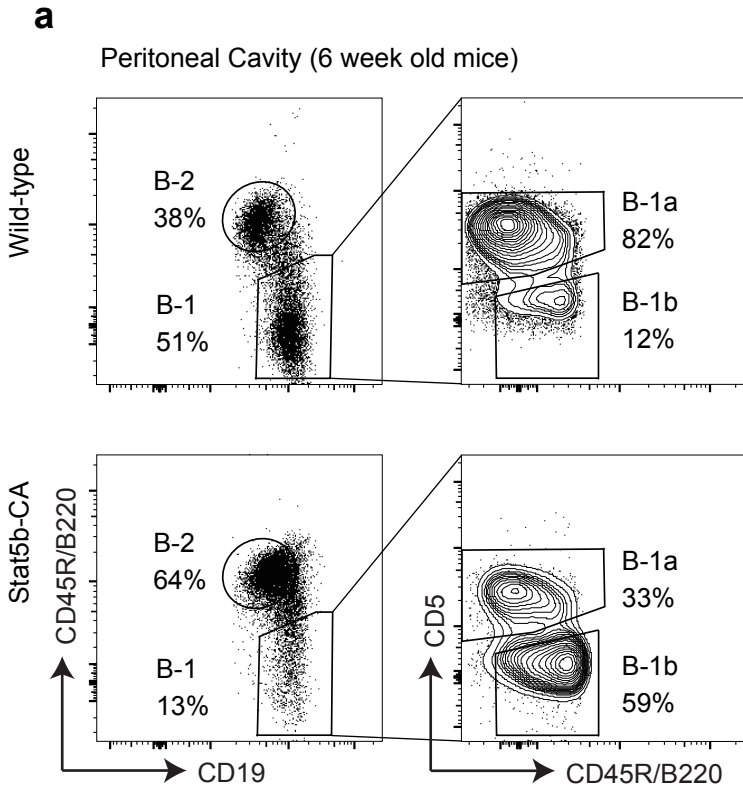 a
Peritoneal Cavity (6 week old mice)
Wild-type
B-2
38%
B-1
51%
B-1a
82%
B-1b
12%
Stat5b-CA
CD45R/B220
B-2
64%
B-1
13%
CD19
CD5
B-1a
33%
B-1b
59%
CD45R/B220